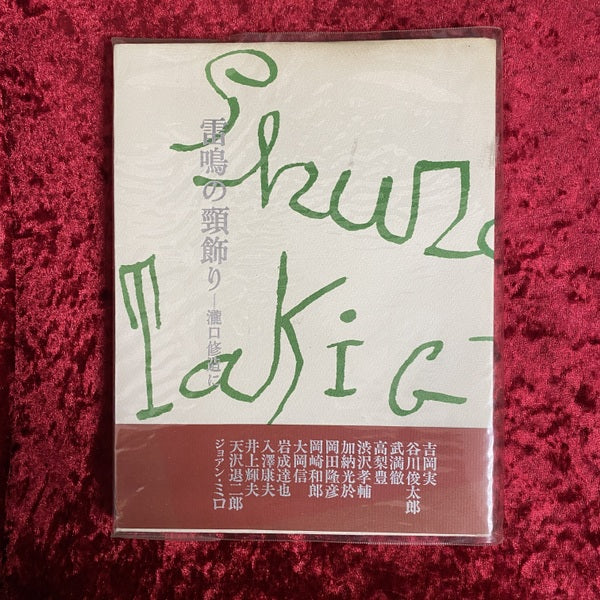 雷鳴の頸飾り―瀧口修造に
Shuzo
Takig
吉岡実
谷川俊太郎
武満徹
高梨豊
渋沢孝輔
加納光於
岡田隆彦
岡崎和郎
大岡信
岩成達也
入澤康夫
井上輝夫
天沢退二郎
ジョアン・ミロ